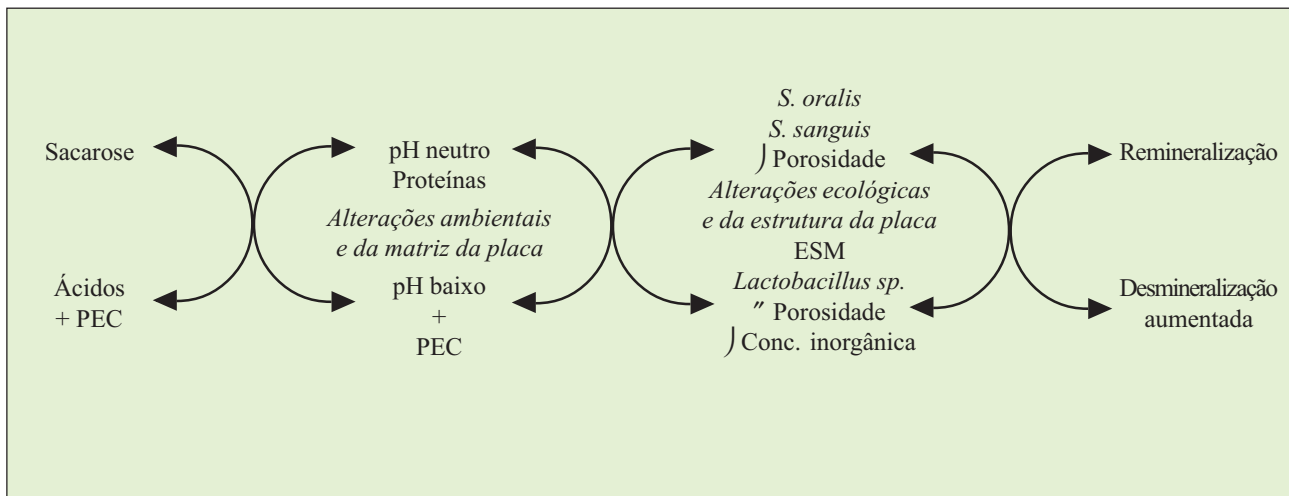 Sacarose
Ácidos
+ PEC
pH neutro
Proteínas
Alterações ambientais
e da matriz da placa
pH baixo
+
PEC
S. oralis
S. sanguis
⌡Porosidade
Alterações ecológicas
e da estrutura da placa
ESM
Lactobacillus sp.
″ Porosidade
⌡Conc. inorgânica
Remineralização
Desmineralização
aumentada